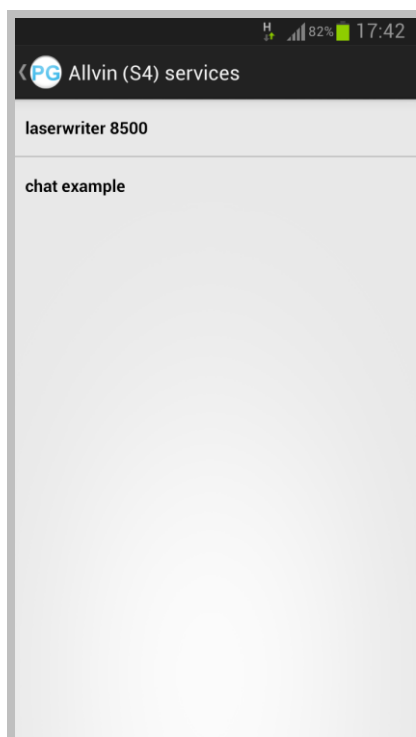 H 82% 17:42
PG Allvin (S4) services
laserwriter 8500
chat example